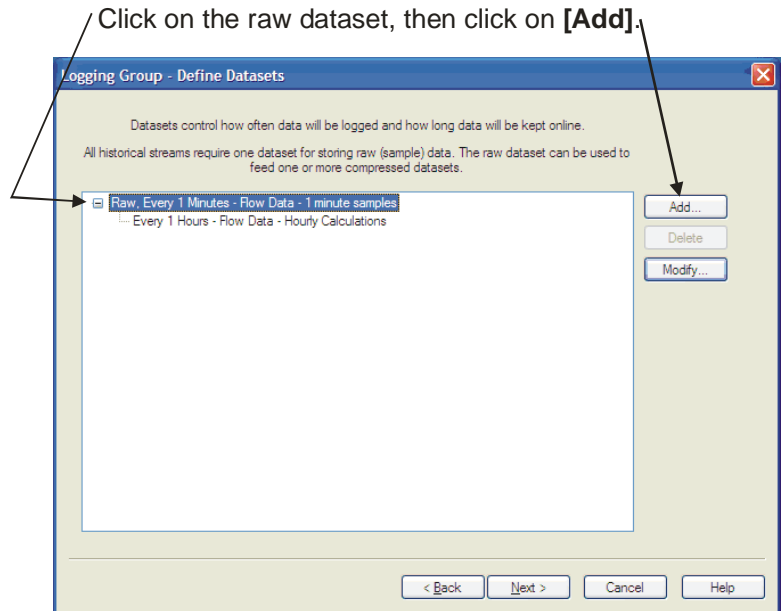 Click on the raw dataset, then click on [Add].
Logging Group - Define Datasets
Datasets control how often data will be logged and how long data will be kept online.
All historical streams require one dataset for storing raw (sample) data. The raw dataset can be used to
feed one or more compressed datasets.
Raw, Every 1 Minutes - Flow Data - 1 minute samples
Every 1 Hours - Flow Data - Hourly Calculations
Add...
Delete
Modify...
< Back
Next >
Cancel
Help